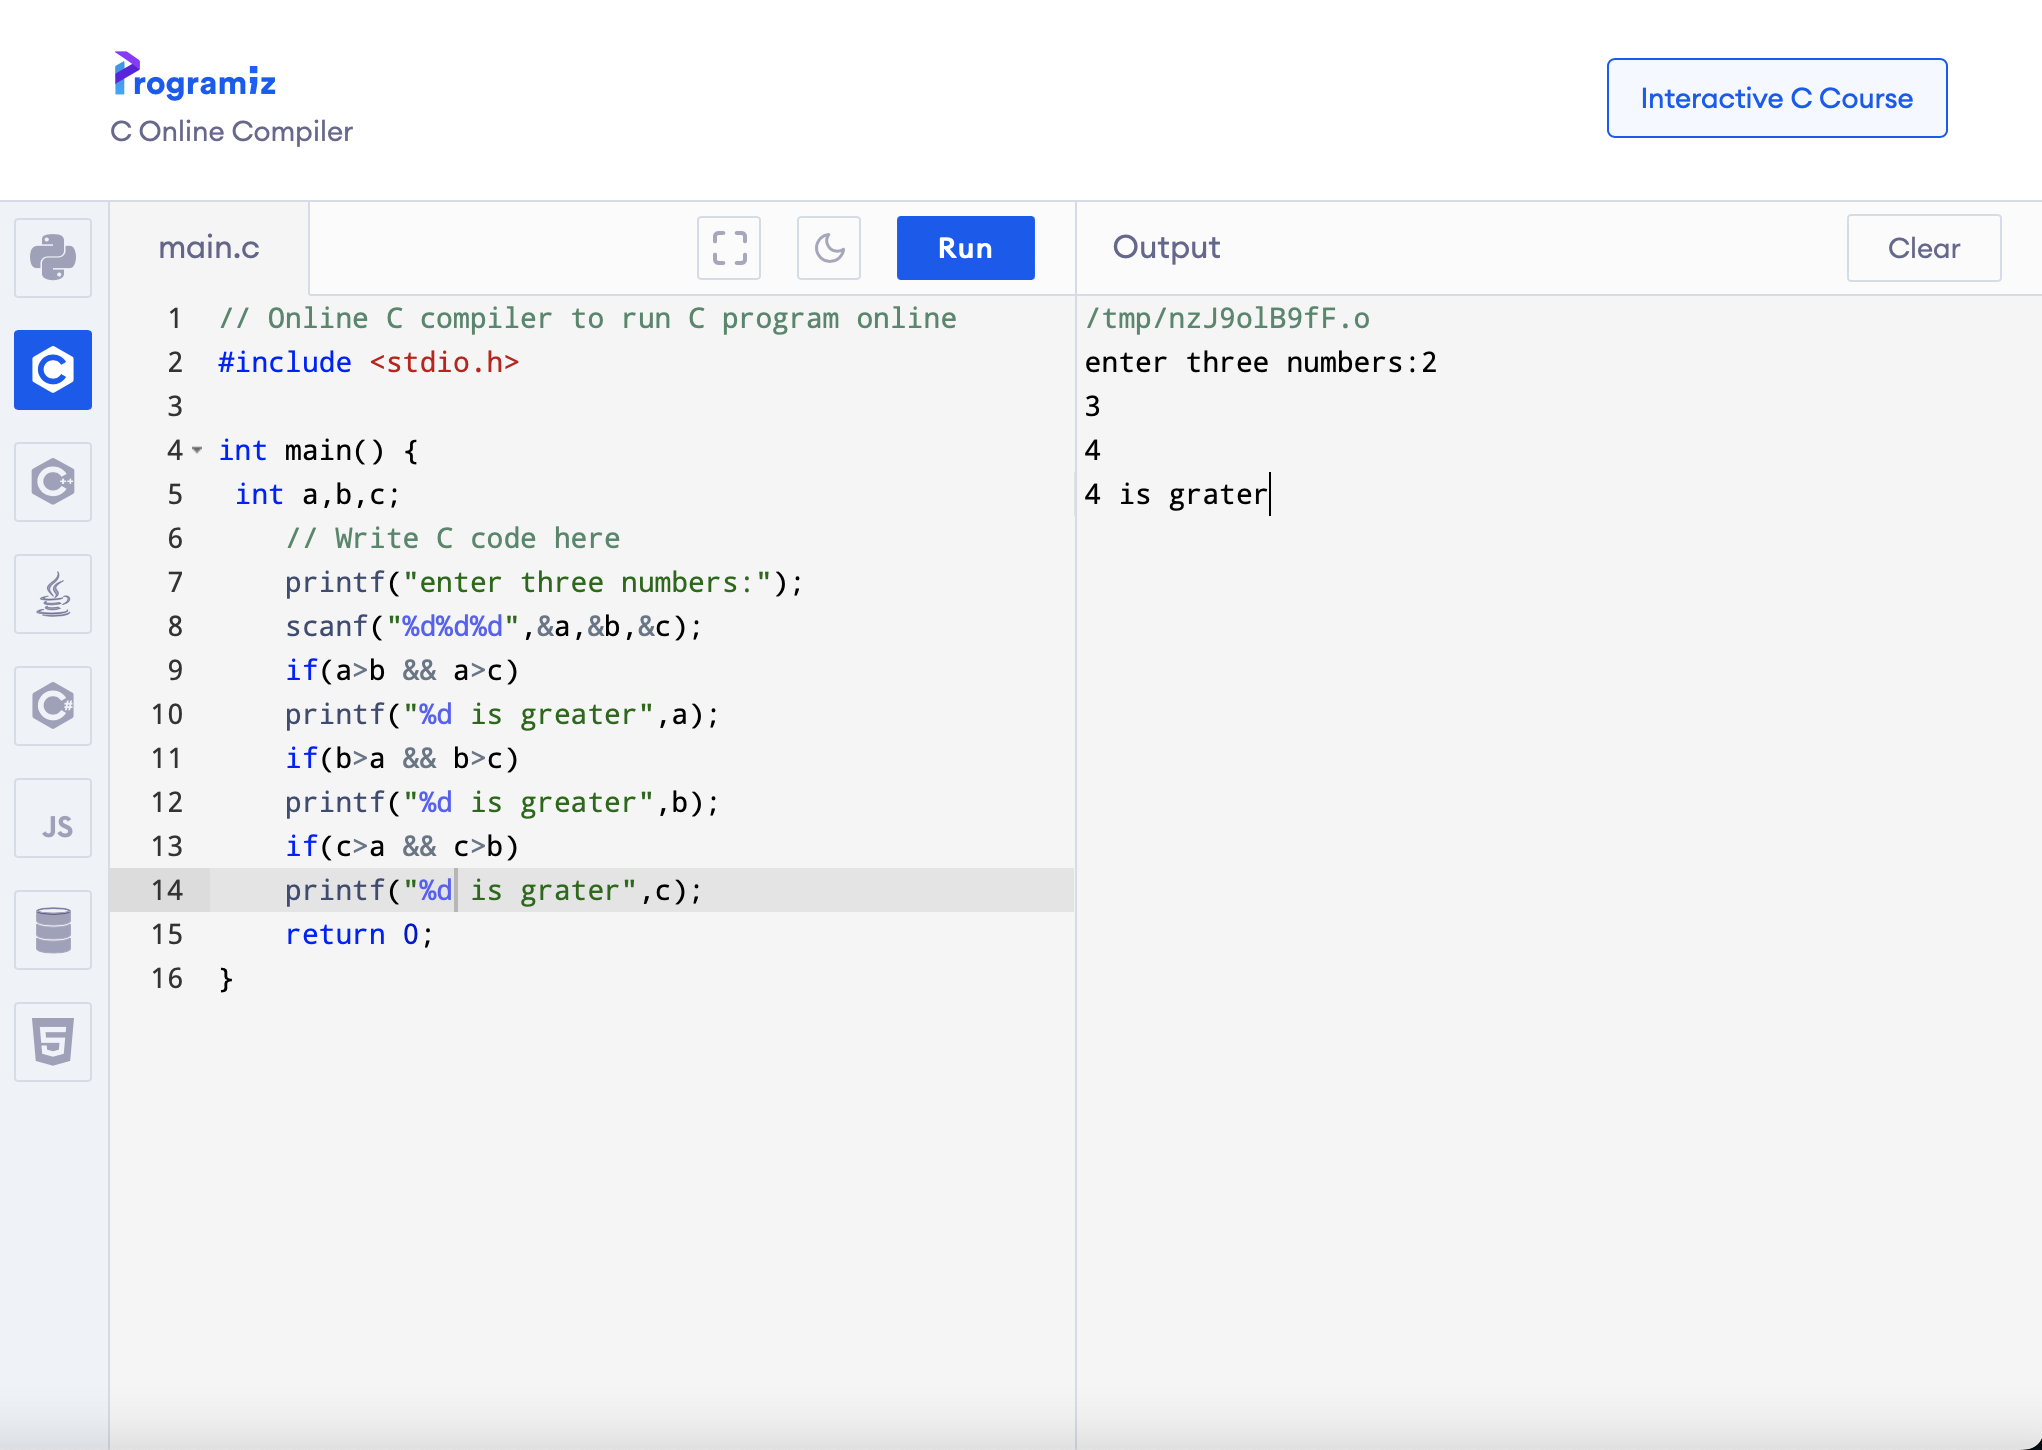 Programiz
C Online Compiler
Interactive C Course
main.c
Run
Output
Clear
1 // Online C compiler to run C program online
2 #include <stdio.h>
3
4 int main() {
5  int a,b,c;
6     // Write C code here
7     printf("enter three numbers:");
8     scanf("%d%d%d",&a,&b,&c);
9     if(a>b && a>c)
10     printf("%d is greater",a);
11     if(b>a && b>c)
12     printf("%d is greater",b);
13     if(c>a && c>b)
14     printf("%d is grater",c);
15     return 0;
16 }
/tmp/nzJ9olB9fF.o
enter three numbers:2
3
4
4 is grater
C
C++
C#
JS
5